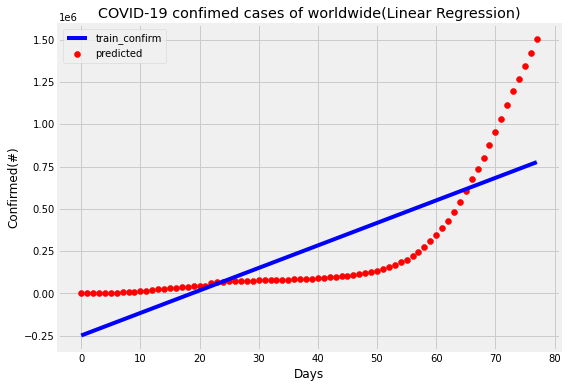 COVID-19 confimed cases of worldwide(Linear Regression)
1e6
train_confirm
predicted
1.50
1.25
1.00
0.75
0.50
0.25
0.00
−0.25
Confirmed(#)
0 10 20 30 40 50 60 70 80
Days